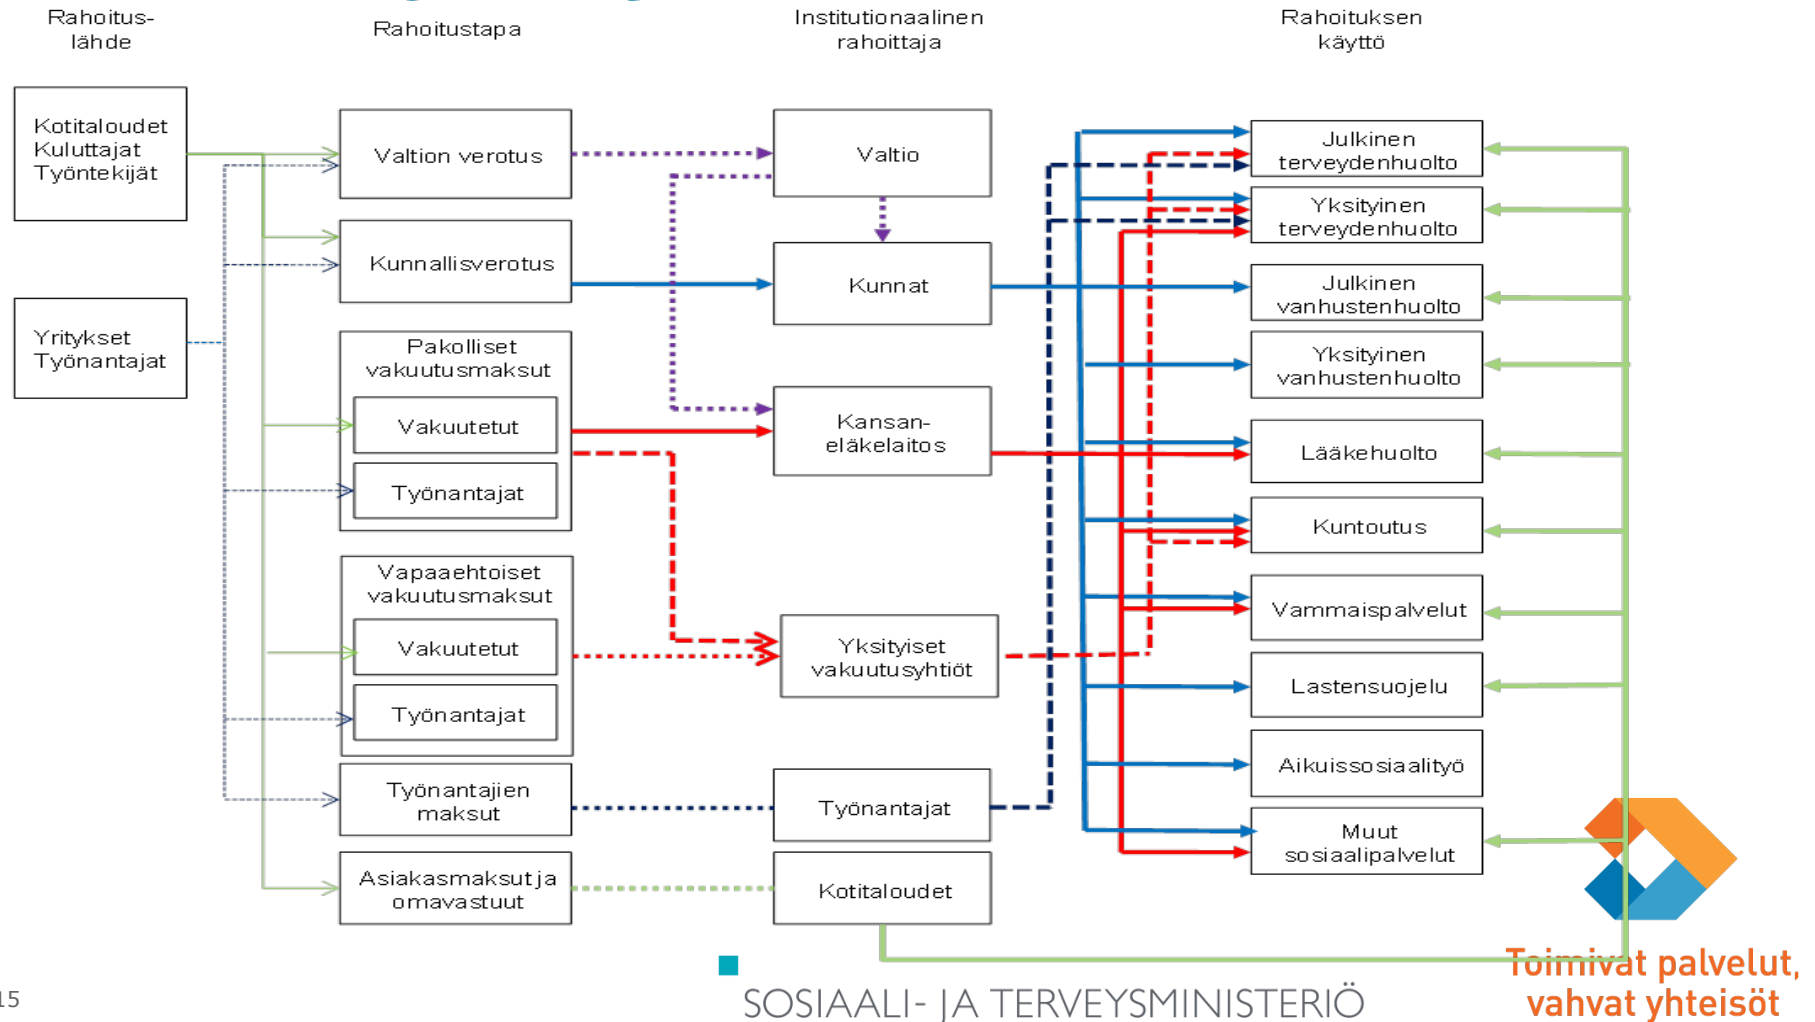 Rahoitus-
lähde
Rahoitustapa
Institutionaalinen
rahoittaja
Rahoituksen
käyttö
Kotitaloudet
Kuluttajat
Työntekijät
Yritykset
Työnantajat
Valtion verotus
Kunnallisverotus
Pakolliset
vakuutusmaksut
Vakuutetut
Työnantajat
Vapaaehtoiset
vakuutusmaksut
Vakuutetut
Työnantajat
Työnantajien
maksut
Asiakasmaksut ja
omavastuut
Valtio
Kunnat
Kansan-
eläkelaitos
Yksityiset
vakuutusyhtiöt
Työnantajat
Kotitaloudet
Julkinen
terveydenhuolto
Yksityinen
terveydenhuolto
Julkinen
vanhustenhuolto
Yksityinen
vanhustenhuolto
Lääkehuolto
Kuntoutus
Vammaispalvelut
Lastensuojelu
Aikuissosiaalityö
Muut
sosiaalipalvelut
Toimivat palvelut,
vahvat yhteisöt
15
SOSIAALI- JA TERVEYSMINISTERIÖ